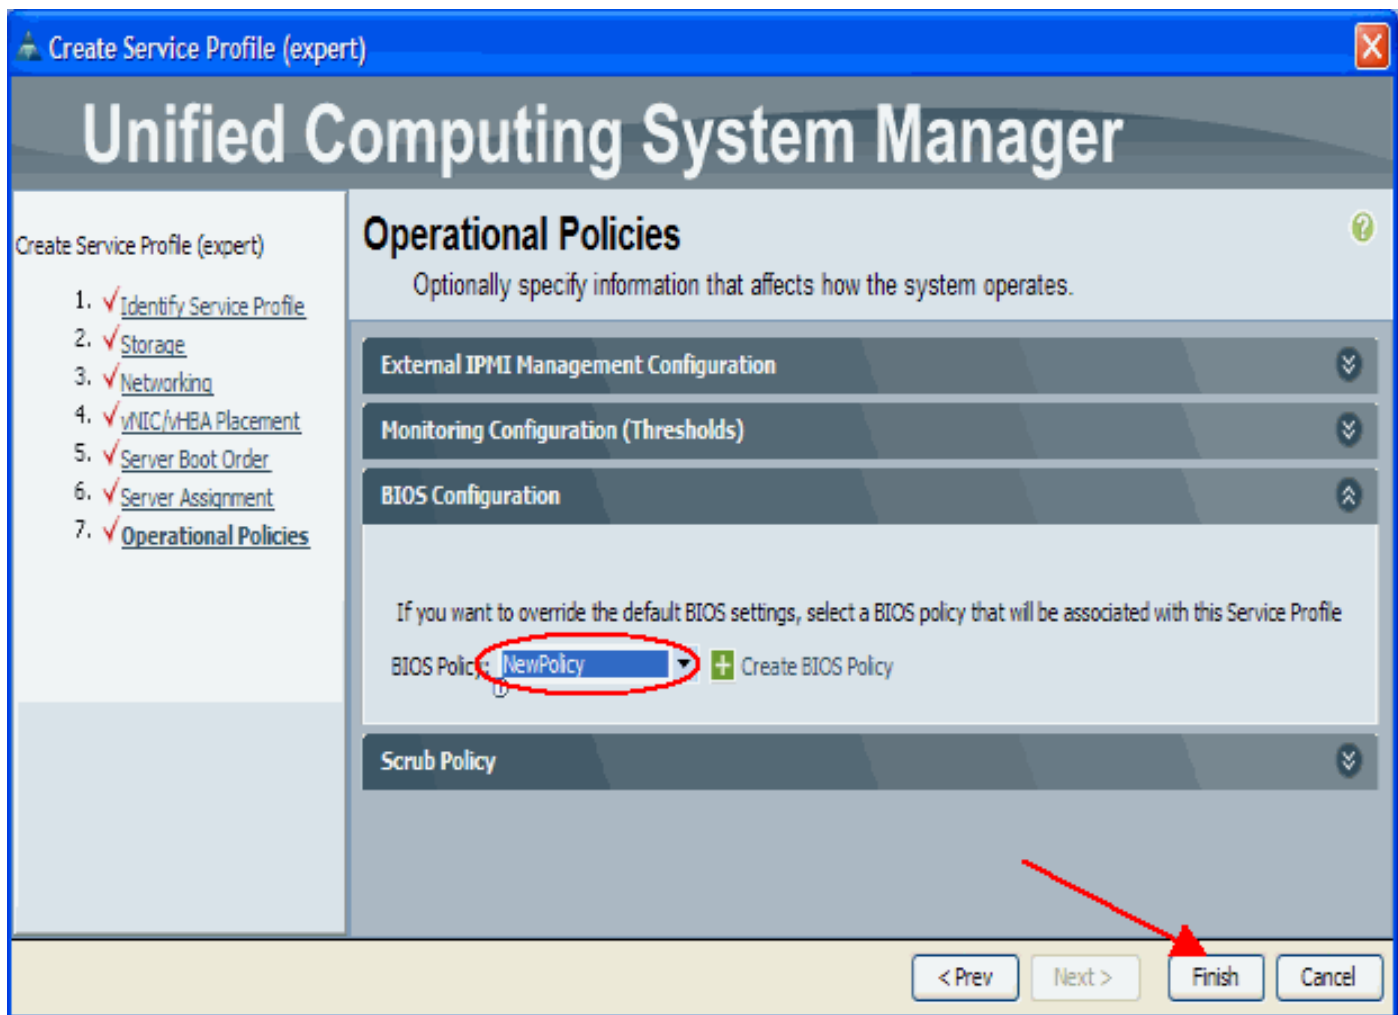 Create Service Profile (expert)
Unified Computing System Manager
Create Service Profile (expert)
1. Identify Service Profile
2. Storage
3. Networking
4. vNIC/vHBA Placement
5. Server Boot Order
6. Server Assignment
7. Operational Policies
Operational Policies
Optionally specify information that affects how the system operates.
External IPMI Management Configuration
Monitoring Configuration (Thresholds)
BIOS Configuration
If you want to override the default BIOS settings, select a BIOS policy that will be associated with this Service Profile
BIOS Policy: NewPolicy Create BIOS Policy
Scrub Policy
< Prev Next > Finish Cancel